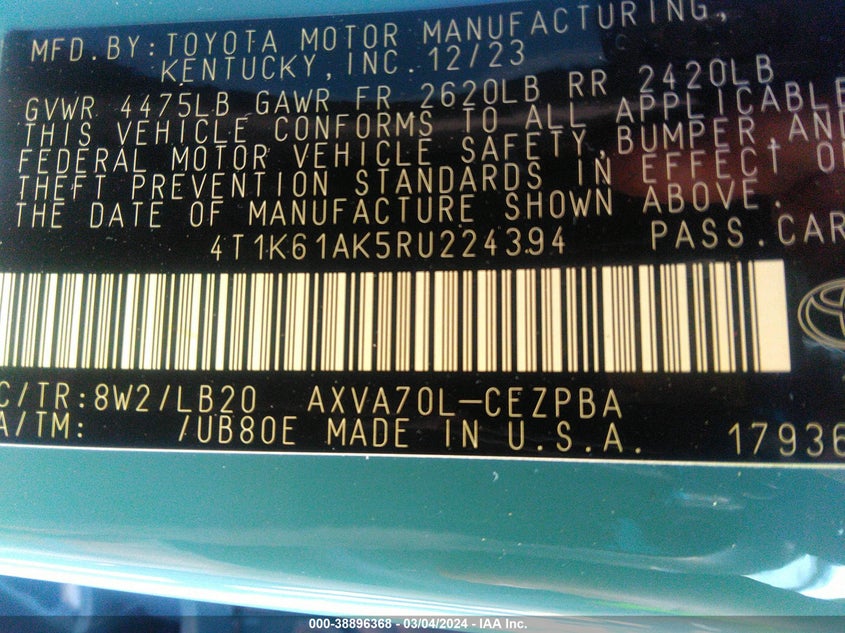 MFD.BY:TOYOTA MOTOR MANUFACTURING,
KENTUCKY,INC.12/23
GVWR 4475LB GAWR FR 2620LB RR 2420LB
THIS VEHICLE CONFORMS TO ALL APPLICABLE
FEDERAL MOTOR VEHICLE SAFETY,BUMPER,AND
THEFT PREVENTION STANDARDS IN EFFECT ON
THE DATE OF MANUFACTURE SHOWN ABOVE.
4T1K61AK5RU224394 PASS.CAR
C/TR:8W2/LB20 AXVA70L-CEZPBA
A/TM: /UB80E MADE IN U.S.A. 17936
000-38896368 - 03/04/2024 - IAA Inc.